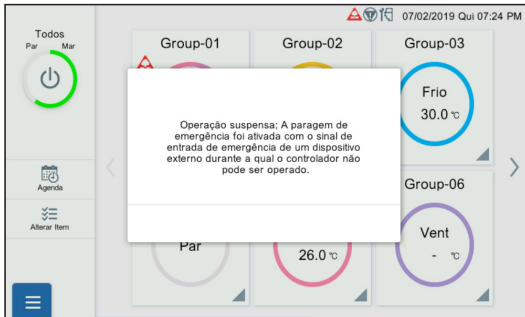 07/02/2019 Qui 07:24 PM
Todos
Par Mar
Group-01
Group-02
Group-03
Frio
30.0 °C
Operação suspensa; A paragem de
emergência foi ativada com o sinal de
entrada de emergência de um dispositivo
externo durante a qual o controlador não
pode ser operado.
Agenda
Alterar Item
Group-06
Par
26.0 °C
Vent
- °C